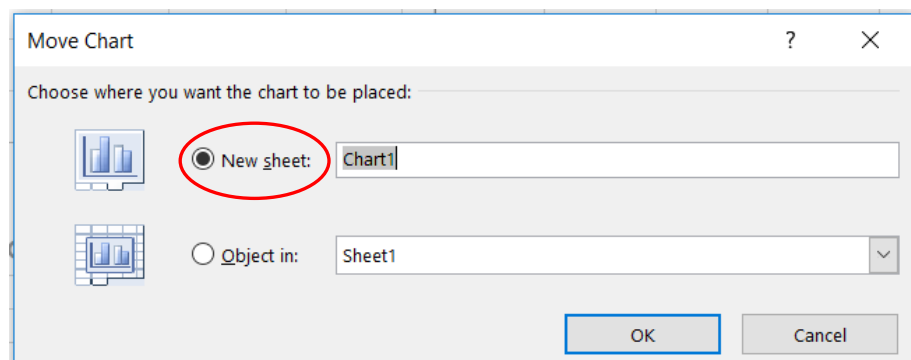 Move Chart ?
Choose where you want the chart to be placed:
New sheet: Chart1
Object in: Sheet1
OK Cancel